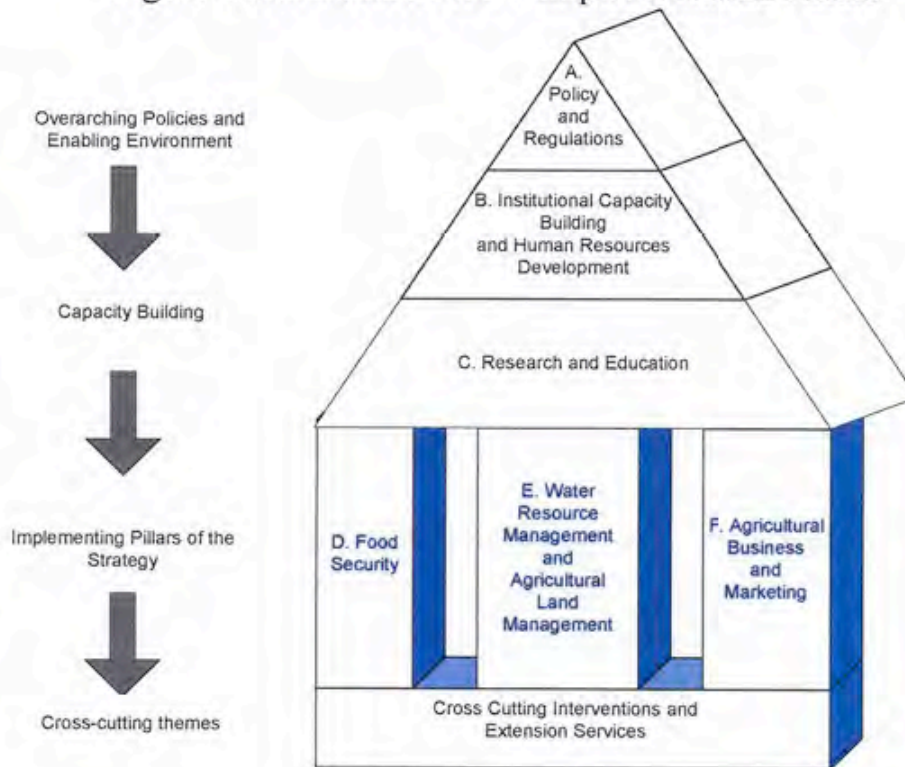 Overarching Policies and
Enabling Environment
Capacity Building
Implementing Pillars of the
Strategy
Cross-cutting themes
A.
Policy
and
Regulations
B. Institutional Capacity
Building
and Human Resources
Development
C. Research and Education
D. Food
Security
E. Water
Resource
Management
and
Agricultural
Land
Management
F. Agricultural
Business
and
Marketing
Cross Cutting Interventions and
Extension Services